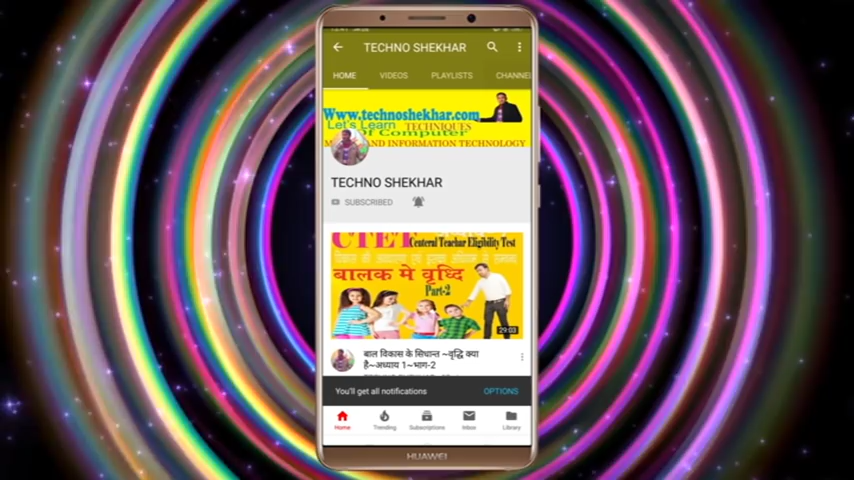 TECHNO SHEKHAR
HOME VIDEOS PLAYLISTS CHANNEL
Www.technoshekhar.com
Let's Learn TECHNIQUES
Of Computer
AND INFORMATION TECHNOLOGY
TECHNO SHEKHAR
SUBSCRIBED
CTET
Centeral Teachar Eligibility Test
बालक मे वृध्दि
Part-2
29:03
बाल विकास के सिधान्त ~वृद्धि क्या
है~अध्याय 1~भाग-2
You'll get all notifications OPTIONS
Home Trending Subscriptions Inbox Library
HUAWEI